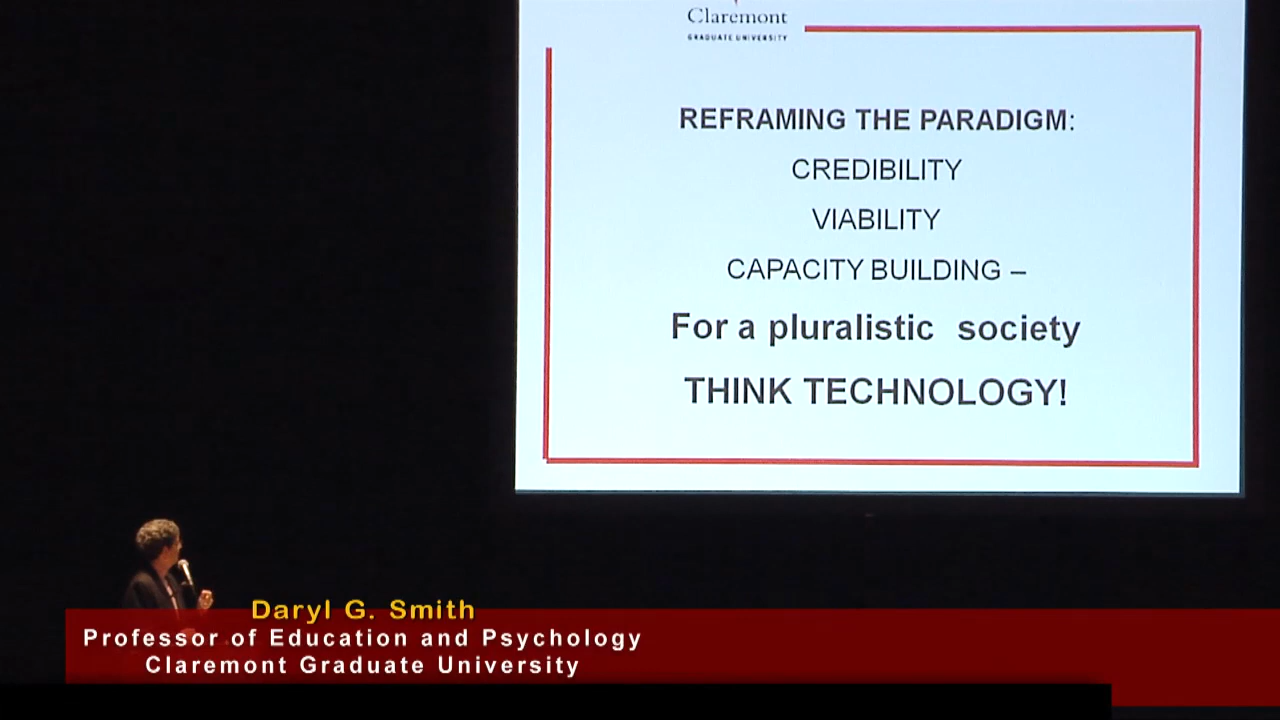 Claremont
GRADUATE UNIVERSITY
REFRAMING THE PARADIGM:
CREDIBILITY
VIABILITY
CAPACITY BUILDING –
For a pluralistic society
THINK TECHNOLOGY!
Daryl G. Smith
Professor of Education and Psychology
Claremont Graduate University